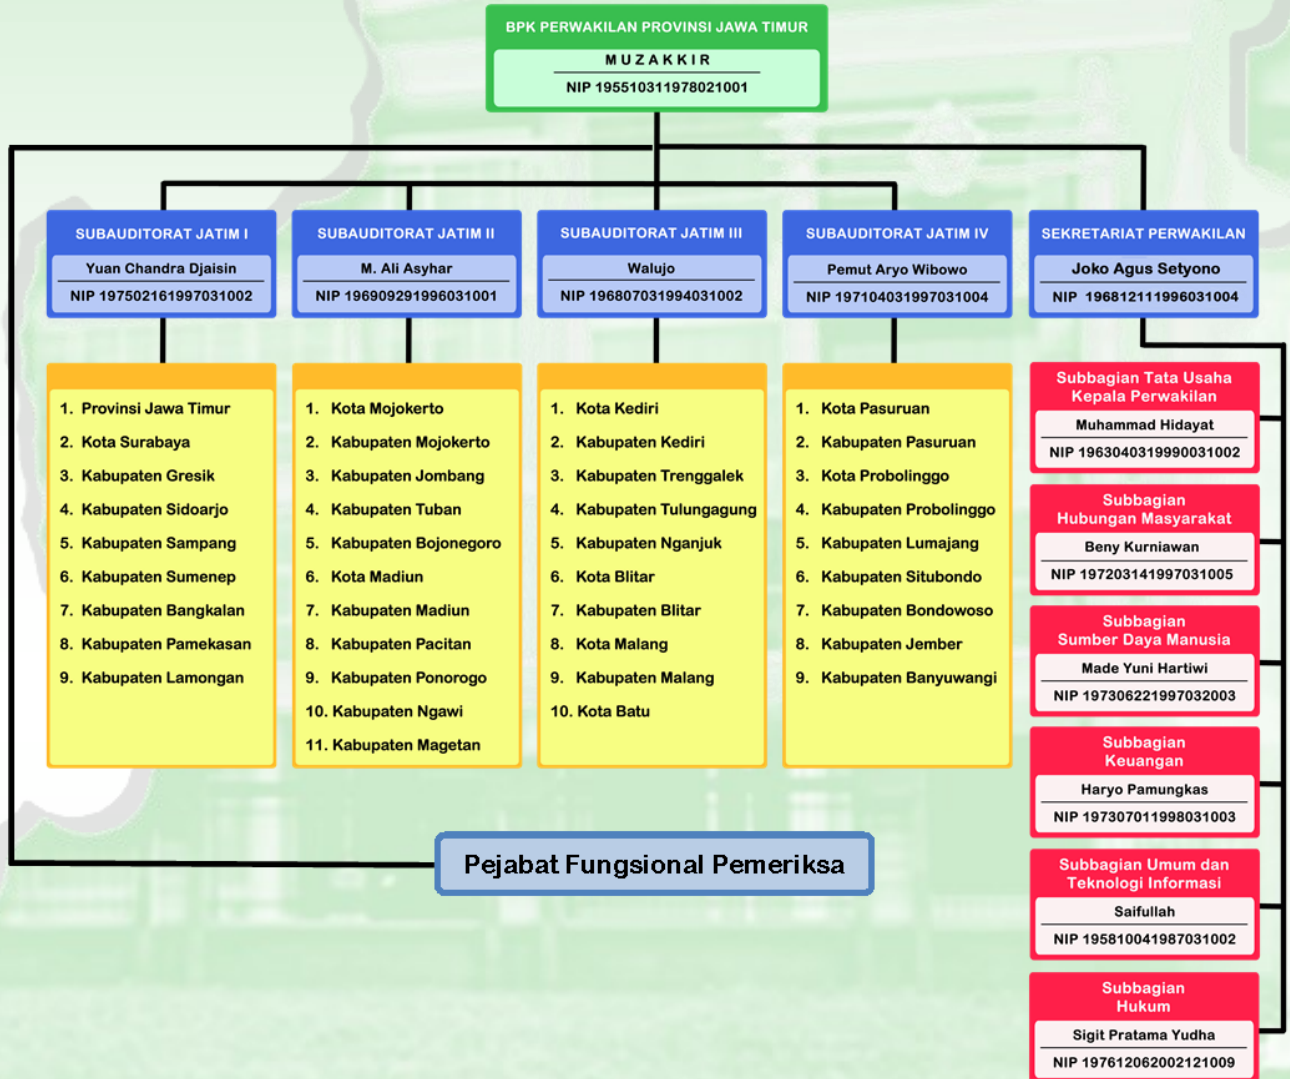 BPK PERWAKILAN PROVINSI JAWA TIMUR
M U Z A K K I R
NIP 195510311978021001
SUBAUDITORAT JATIM I
Yuan Chandra Djaisin
NIP 197502161997031002
SUBAUDITORAT JATIM II
M. Ali Asyhar
NIP 196909291996031001
SUBAUDITORAT JATIM III
Walujo
NIP 196807031994031002
SUBAUDITORAT JATIM IV
Pemut Aryo Wibowo
NIP 197104031997031004
SEKRETARIAT PERWAKILAN
Joko Agus Setyono
NIP 196812111996031004
1. Provinsi Jawa Timur
2. Kota Surabaya
3. Kabupaten Gresik
4. Kabupaten Sidoarjo
5. Kabupaten Sampang
6. Kabupaten Sumenep
7. Kabupaten Bangkalan
8. Kabupaten Pamekasan
9. Kabupaten Lamongan
1. Kota Mojokerto
2. Kabupaten Mojokerto
3. Kabupaten Jombang
4. Kabupaten Tuban
5. Kabupaten Bojonegoro
6. Kota Madiun
7. Kabupaten Madiun
8. Kabupaten Pacitan
9. Kabupaten Ponorogo
10. Kabupaten Ngawi
11. Kabupaten Magetan
1. Kota Kediri
2. Kabupaten Kediri
3. Kabupaten Trenggalek
4. Kabupaten Tulungagung
5. Kabupaten Nganjuk
6. Kota Blitar
7. Kabupaten Blitar
8. Kota Malang
9. Kabupaten Malang
10. Kota Batu
1. Kota Pasuruan
2. Kabupaten Pasuruan
3. Kota Probolinggo
4. Kabupaten Probolinggo
5. Kabupaten Lumajang
6. Kabupaten Situbondo
7. Kabupaten Bondowoso
8. Kabupaten Jember
9. Kabupaten Banyuwangi
Subbagian Tata Usaha
Kepala Perwakilan
Muhammad Hidayat
NIP 1963040319990031002
Subbagian
Hubungan Masyarakat
Beny Kurniawan
NIP 197203141997031005
Subbagian
Sumber Daya Manusia
Made Yuni Hartiwi
NIP 197306221997032003
Subbagian
Keuangan
Haryo Pamungkas
NIP 197307011998031003
Subbagian Umum dan
Teknologi Informasi
Saifullah
NIP 195810041987031002
Subbagian
Hukum
Sigit Pratama Yudha
NIP 197612062002121009
Pejabat Fungsional Pemeriksa